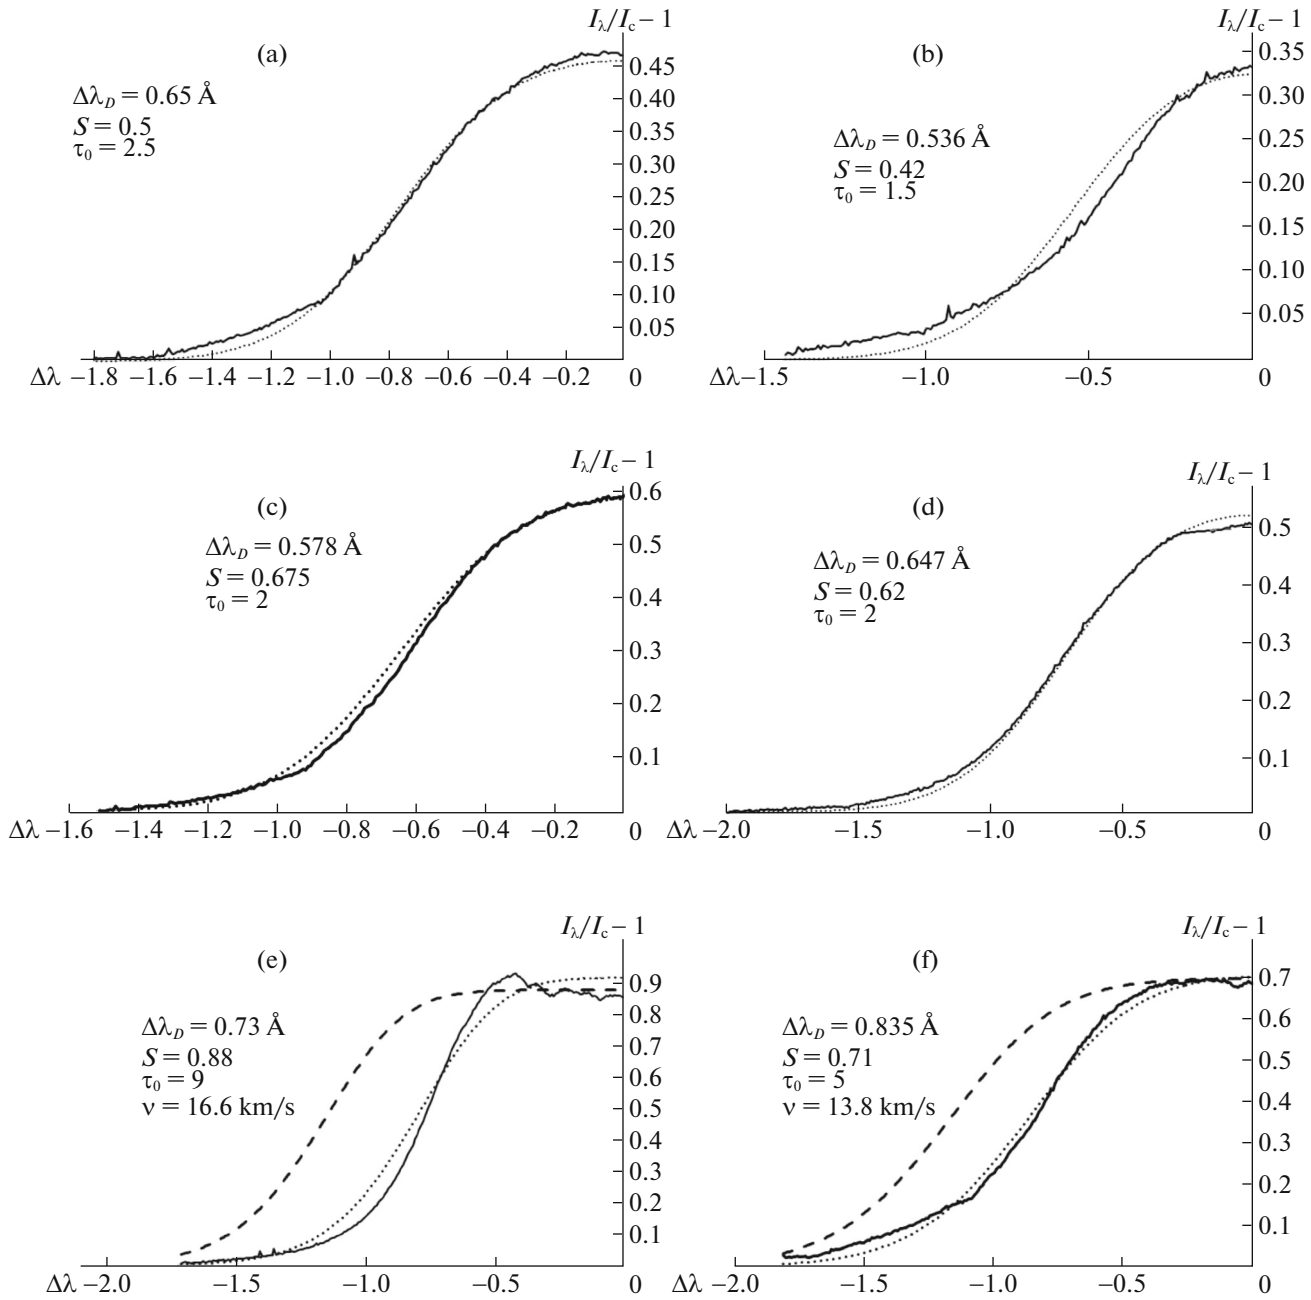 I_λ/I_c – 1
(a)
Δλ_D = 0.65 Å
S = 0.5
τ_0 = 2.5
0.45
0.40
0.35
0.30
0.25
0.20
0.15
0.10
0.05
Δλ –1.8 –1.6 –1.4 –1.2 –1.0 –0.8 –0.6 –0.4 –0.2 0
I_λ/I_c – 1
(b)
Δλ_D = 0.536 Å
S = 0.42
τ_0 = 1.5
0.35
0.30
0.25
0.20
0.15
0.10
0.05
Δλ –1.5 –1.0 –0.5 0
I_λ/I_c – 1
(c)
Δλ_D = 0.578 Å
S = 0.675
τ_0 = 2
0.6
0.5
0.4
0.3
0.2
0.1
Δλ –1.6 –1.4 –1.2 –1.0 –0.8 –0.6 –0.4 –0.2 0
I_λ/I_c – 1
(d)
Δλ_D = 0.647 Å
S = 0.62
τ_0 = 2
0.5
0.4
0.3
0.2
0.1
Δλ –2.0 –1.5 –1.0 –0.5 0
I_λ/I_c – 1
(e)
Δλ_D = 0.73 Å
S = 0.88
τ_0 = 9
ν = 16.6 km/s
0.9
0.8
0.7
0.6
0.5
0.4
0.3
0.2
0.1
Δλ –2.0 –1.5 –1.0 –0.5 0
I_λ/I_c – 1
(f)
Δλ_D = 0.835 Å
S = 0.71
τ_0 = 5
ν = 13.8 km/s
0.7
0.6
0.5
0.4
0.3
0.2
0.1
Δλ –2.0 –1.5 –1.0 –0.5 0